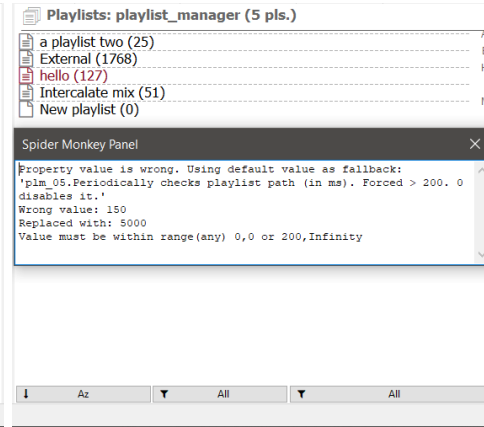 Playlists: playlist_manager (5 pls.)
a playlist two (25)
External (1768)
hello (127)
Intercalate mix (51)
New playlist (0)
Spider Monkey Panel
Property value is wrong. Using default value as fallback:
'plm_05.Periodically checks playlist path (in ms). Forced > 200. 0
disables it.'
Wrong value: 150
Replaced with: 5000
Value must be within range(any) 0,0 or 200,Infinity
Az
All
All